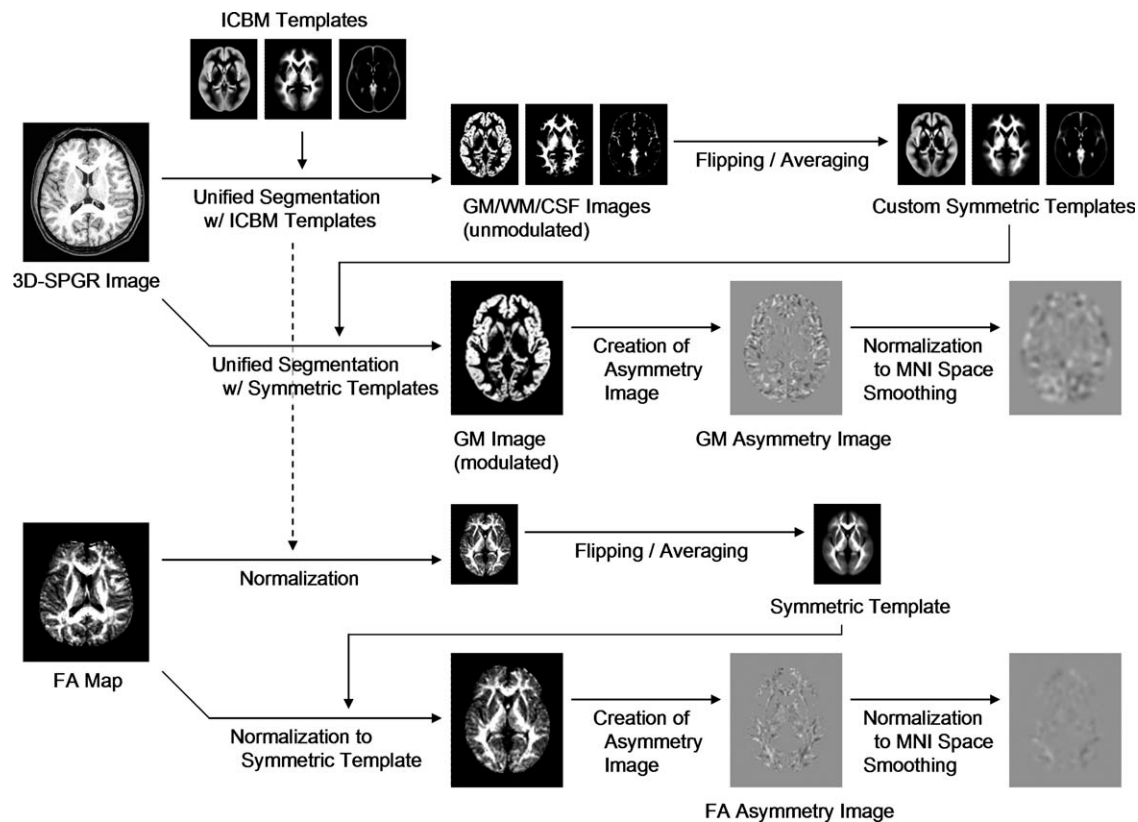 ICBM Templates
Unified Segmentation
w/ ICBM Templates
GM/WM/CSF Images
(unmodulated)
Flipping / Averaging
Custom Symmetric Templates
3D-SPGR Image
Unified Segmentation
w/ Symmetric Templates
GM Image
(modulated)
Creation of
Asymmetry
Image
GM Asymmetry Image
Normalization
to MNI Space
Smoothing
FA Map
Normalization
Flipping / Averaging
Symmetric Template
Normalization to
Symmetric Template
Creation of
Asymmetry
Image
FA Asymmetry Image
Normalization
to MNI Space
Smoothing